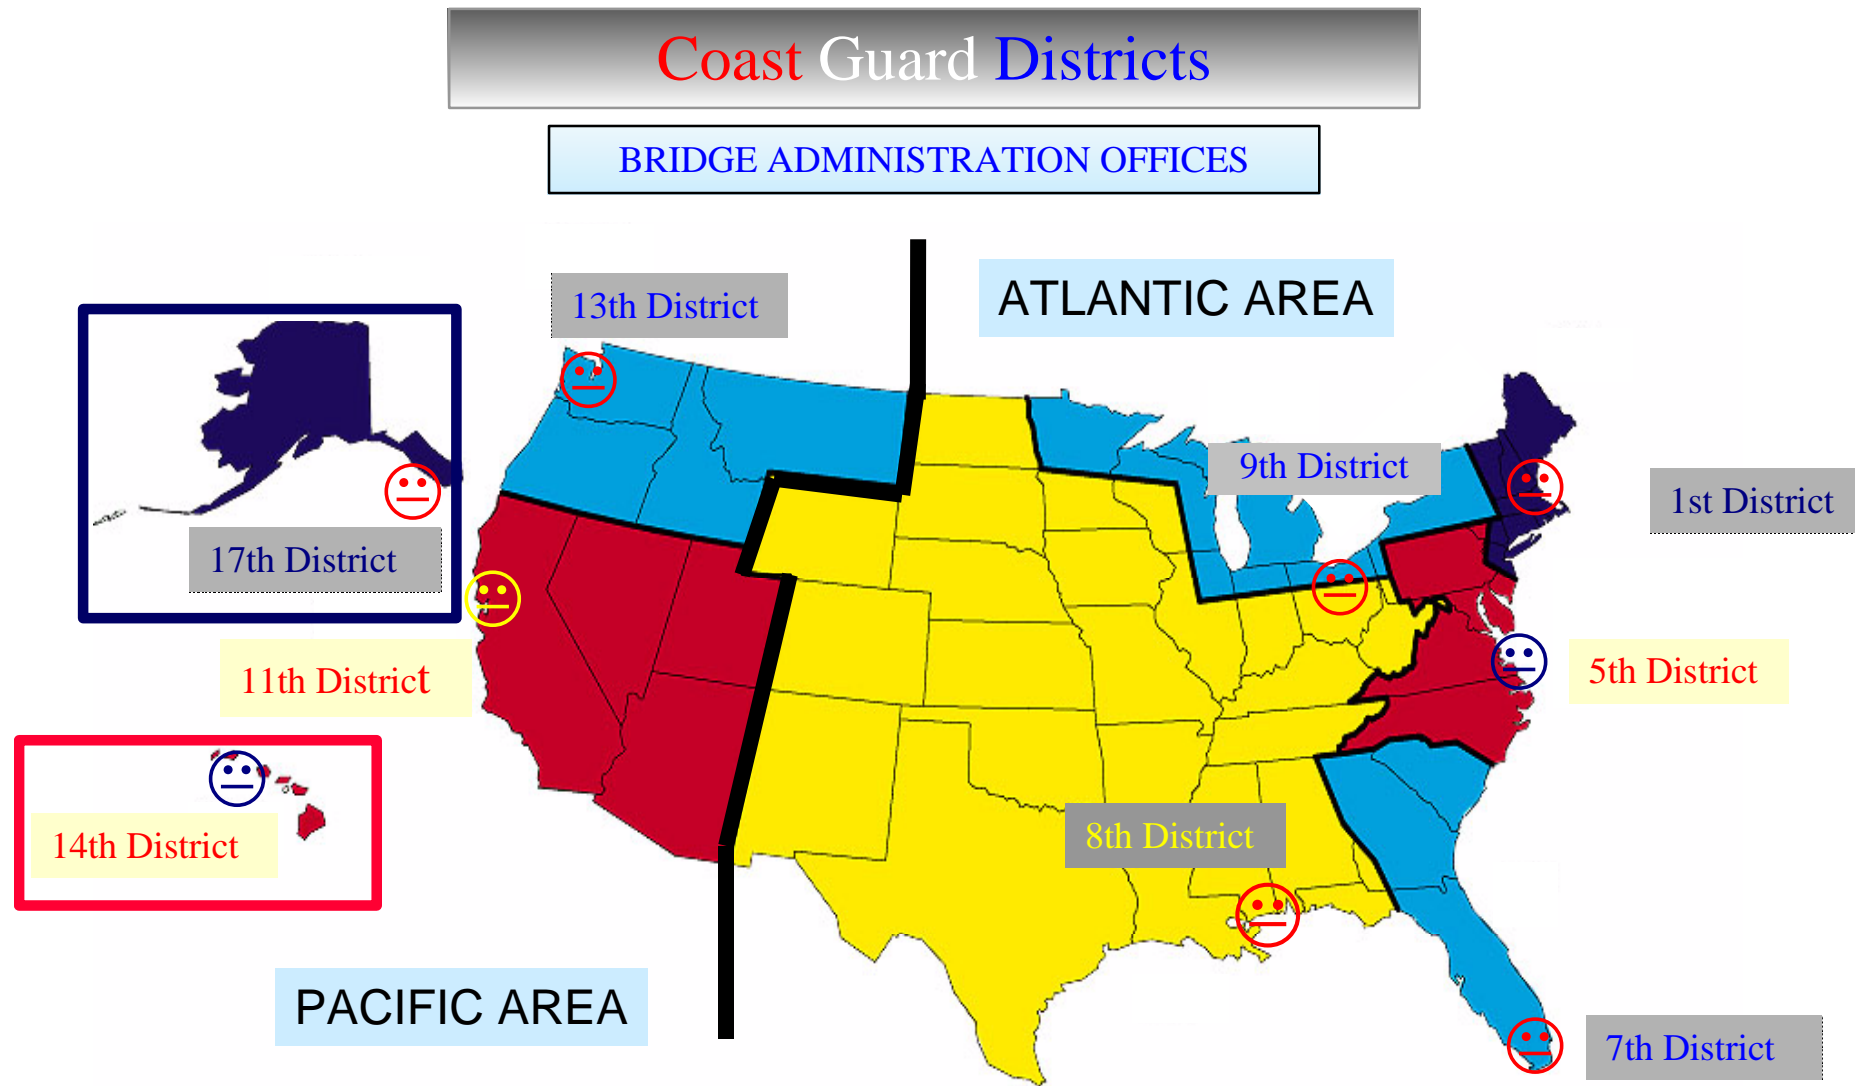 Coast Guard Districts
BRIDGE ADMINISTRATION OFFICES
13th District
ATLANTIC AREA
9th District
1st District
17th District
11th District
5th District
14th District
8th District
PACIFIC AREA
7th District